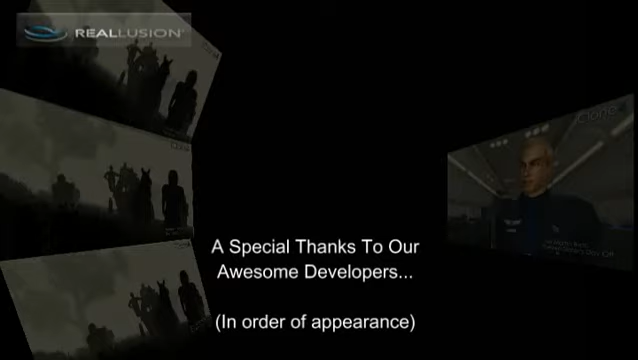 REALLUSION
A Special Thanks To Our
Awesome Developers...
(In order of appearance)